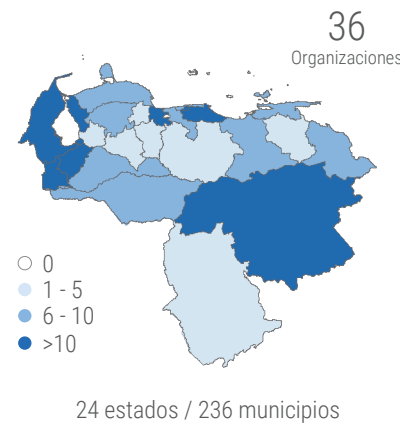 36
Organizaciones
0
1 - 5
6 - 10
>10
24 estados / 236 municipios